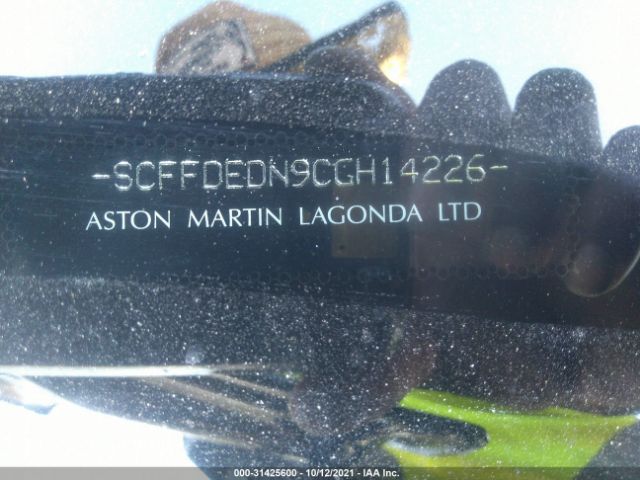 -SCFFDEDN9CGH14226-
ASTON MARTIN LAGONDA LTD
000-31425600 - 10/12/2021 - IAA Inc.